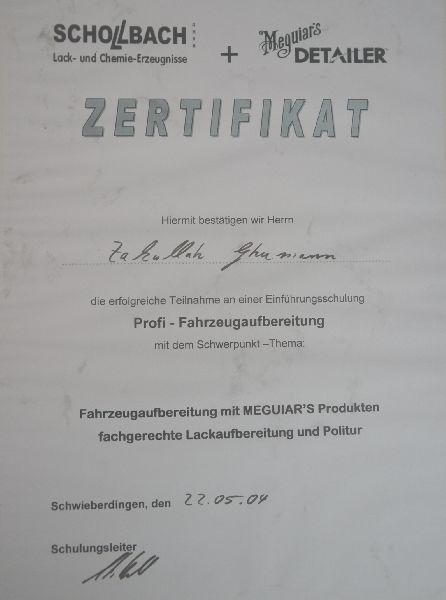 SCHOLLBACH GMBH + Meguiar's DETAILER
Lack- und Chemie-Erzeugnisse
ZERTIFIKAT
Hiermit bestätigen wir Herrn
Zakullah Ghumann
die erfolgreiche Teilnahme an einer Einführungsschulung
Profi - Fahrzeugaufbereitung
mit dem Schwerpunkt –Thema:
Fahrzeugaufbereitung mit MEGUIAR'S Produkten
fachgerechte Lackaufbereitung und Politur
Schwieberdingen, den 22.05.04
Schulungsleiter